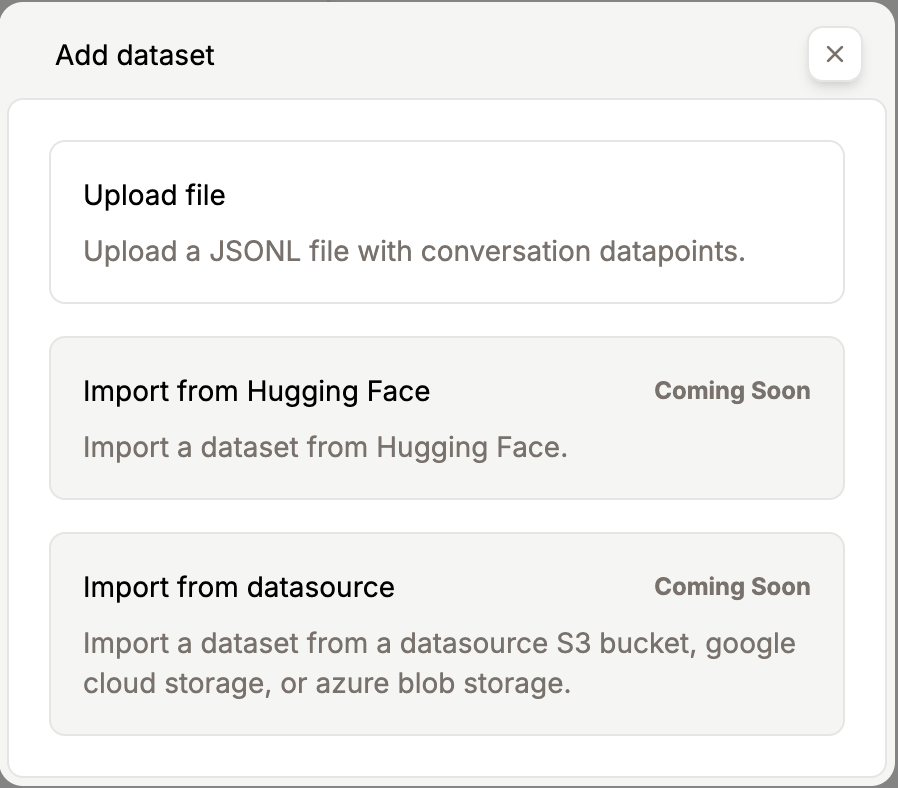 Add dataset
Upload file
Upload a JSONL file with conversation datapoints.
Import from Hugging Face
Coming Soon
Import a dataset from Hugging Face.
Import from datasource
Coming Soon
Import a dataset from a datasource S3 bucket, google
cloud storage, or azure blob storage.